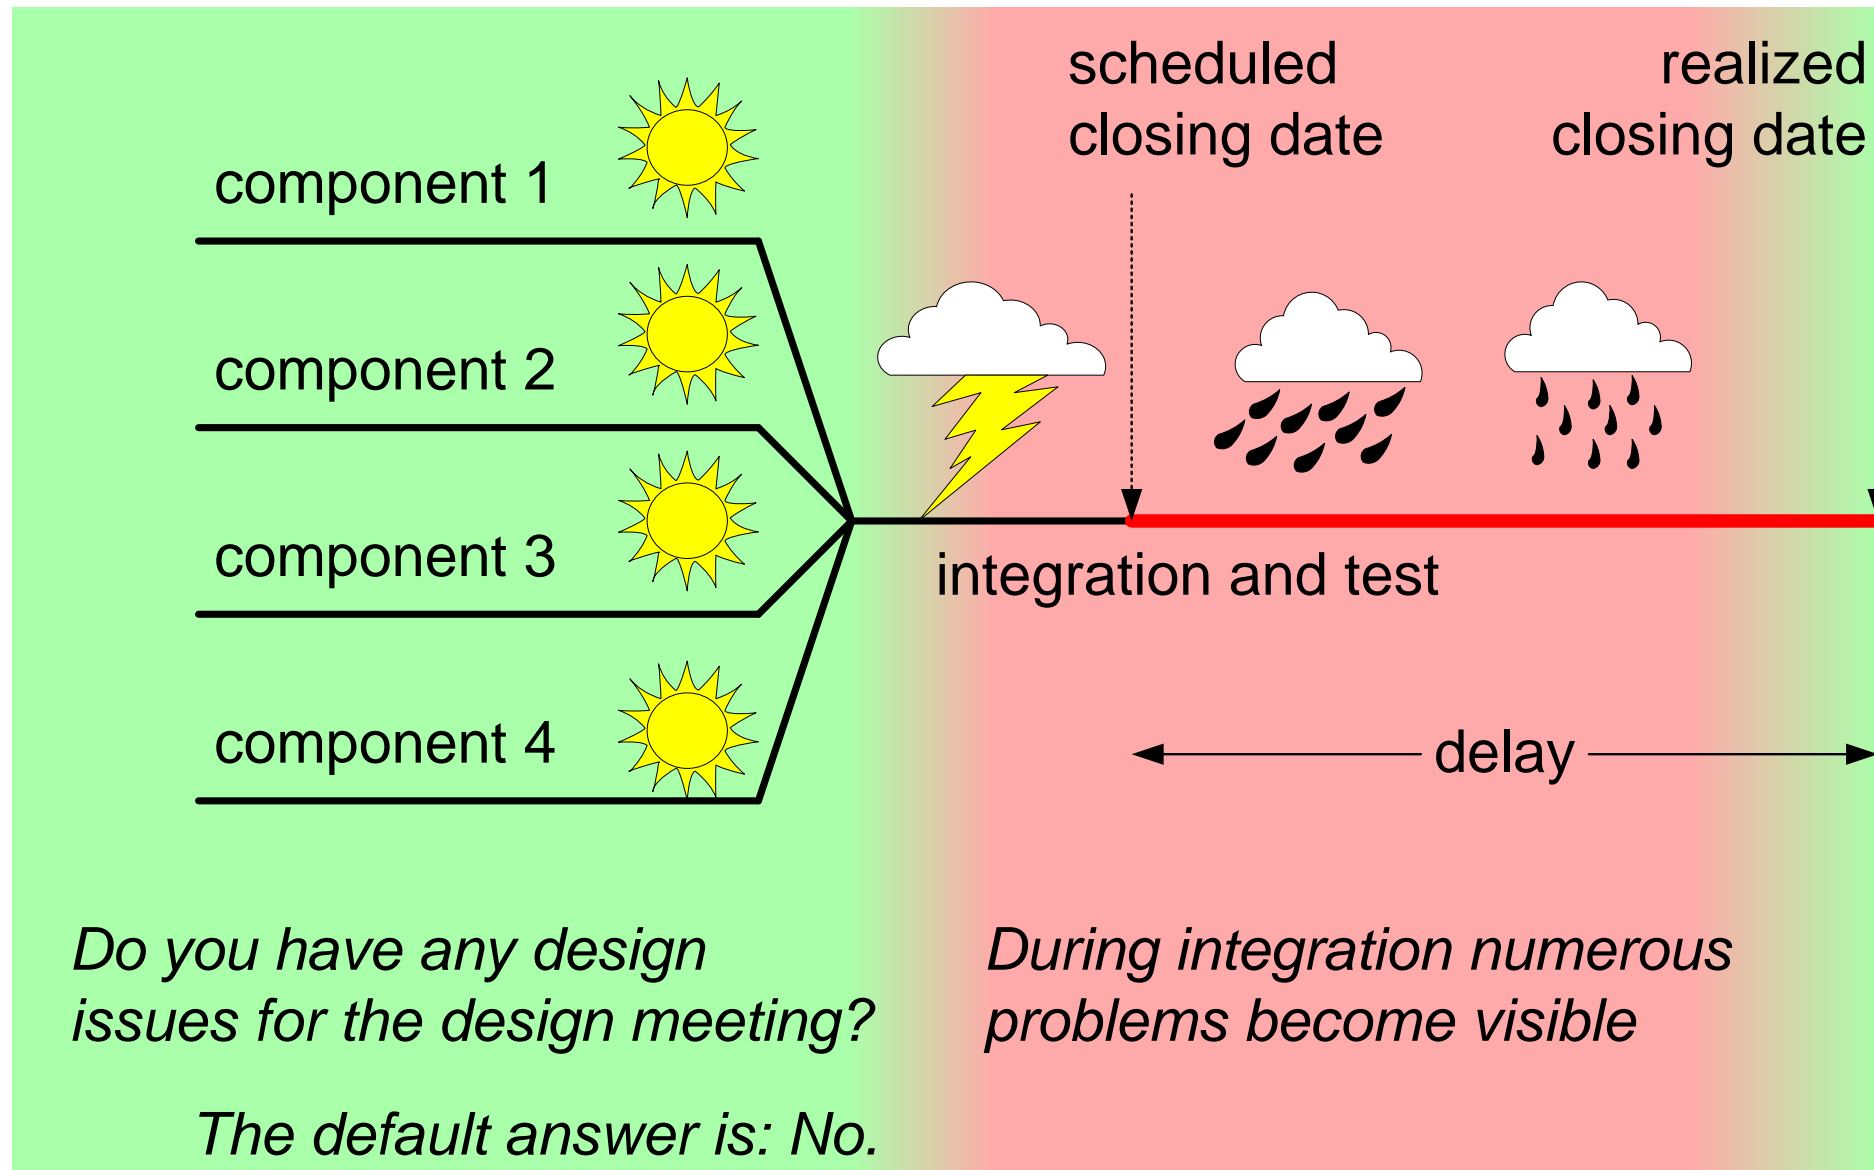 scheduled
closing date
realized
closing date
component 1
component 2
component 3
component 4
integration and test
delay
Do you have any design
issues for the design meeting?
The default answer is: No.
During integration numerous
problems become visible